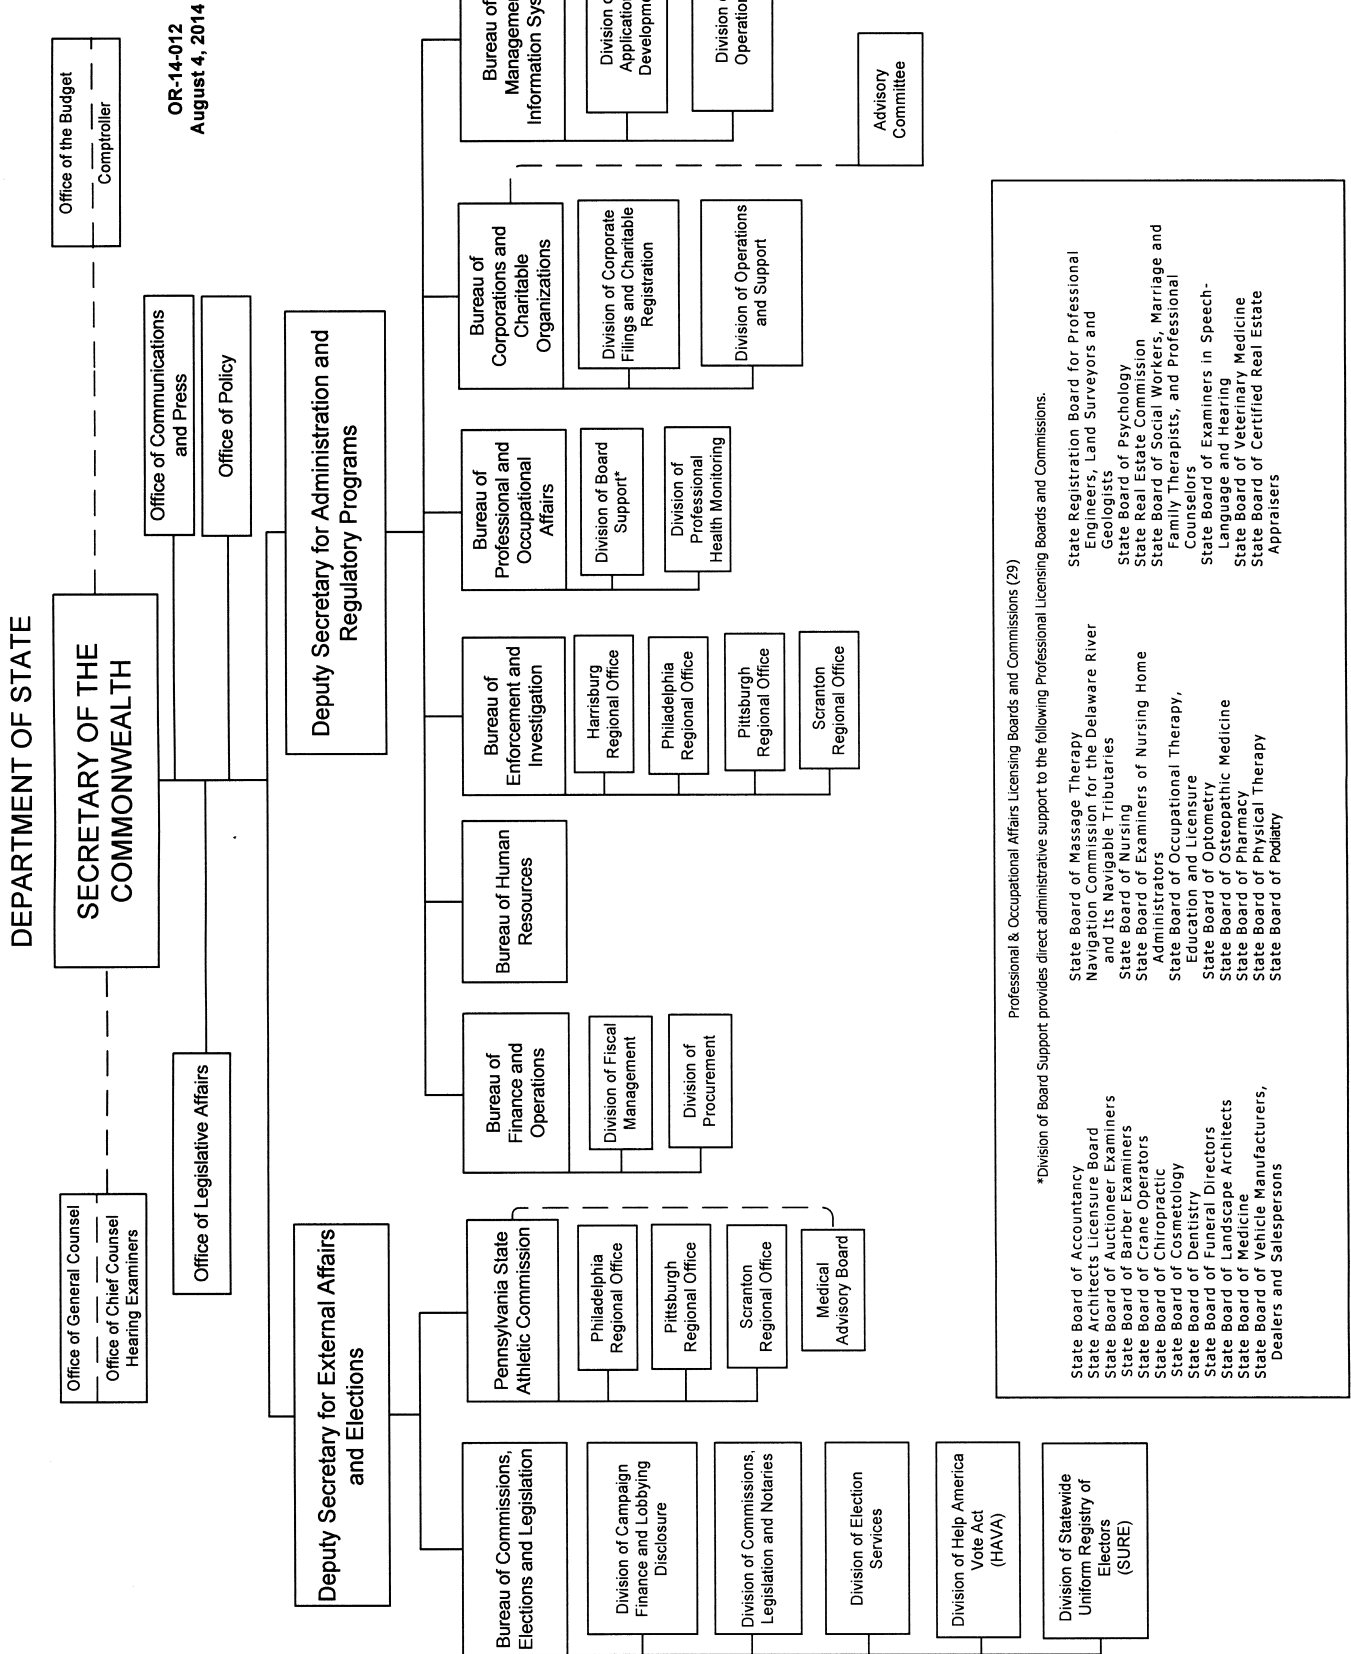 DEPARTMENT OF STATE
OR-14-012
August 4, 2014
SECRETARY OF THE
COMMONWEALTH
Office of General Counsel
Office of Chief Counsel
Hearing Examiners
Office of the Budget
Comptroller
Office of Legislative Affairs
Office of Communications
and Press
Office of Policy
Deputy Secretary for External Affairs
and Elections
Deputy Secretary for Administration and
Regulatory Programs
Bureau of Commissions,
Elections and Legislation
Division of Campaign
Finance and Lobbying
Disclosure
Division of Commissions,
Legislation and Notaries
Division of Election
Services
Division of Help America
Vote Act
(HAVA)
Division of Statewide
Uniform Registry of
Electors
(SURE)
Pennsylvania State
Athletic Commission
Philadelphia
Regional Office
Pittsburgh
Regional Office
Scranton
Regional Office
Medical
Advisory Board
Bureau of
Finance and
Operations
Division of Fiscal
Management
Division of
Procurement
Bureau of Human
Resources
Bureau of
Enforcement and
Investigation
Harrisburg
Regional Office
Philadelphia
Regional Office
Pittsburgh
Regional Office
Scranton
Regional Office
Bureau of
Professional and
Occupational
Affairs
Division of Board
Support*
Division of
Professional
Health Monitoring
Bureau of
Corporations and
Charitable
Organizations
Division of Corporate
Filings and Charitable
Registration
Division of Operations
and Support
Advisory
Committee
Bureau of
Management
Information Sys
Division
Application
Develop
Division
Operation
Professional & Occupational Affairs Licensing Boards and Commissions (29)
*Division of Board Support provides direct administrative support to the following Professional Licensing Boards and Commissions.
State Board of Accountancy
State Architects Licensure Board
State Board of Auctioneer Examiners
State Board of Barber Examiners
State Board of Crane Operators
State Board of Chiropractic
State Board of Cosmetology
State Board of Dentistry
State Board of Funeral Directors
State Board of Landscape Architects
State Board of Medicine
State Board of Vehicle Manufacturers,
Dealers and Salespersons
State Board of Massage Therapy
Navigation Commission for the Delaware River
and Its Navigable Tributaries
State Board of Nursing
State Board of Examiners of Nursing Home
Administrators
State Board of Occupational Therapy,
Education and Licensure
State Board of Optometry
State Board of Osteopathic Medicine
State Board of Pharmacy
State Board of Physical Therapy
State Board of Podiatry
State Registration Board for Professional
Engineers, Land Surveyors and
Geologists
State Board of Psychology
State Real Estate Commission
State Board of Social Workers, Marriage and
Family Therapists, and Professional
Counselors
State Board of Examiners in Speech-
Language and Hearing
State Board of Veterinary Medicine
State Board of Certified Real Estate
Appraisers